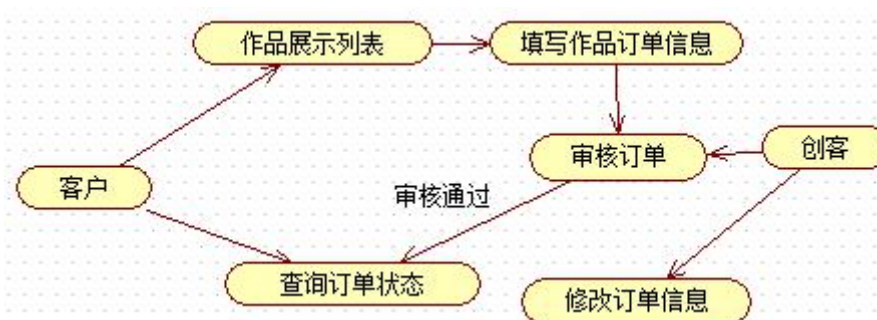 作品展示列表
填写作品订单信息
审核订单
创客
客户
审核通过
查询订单状态
修改订单信息